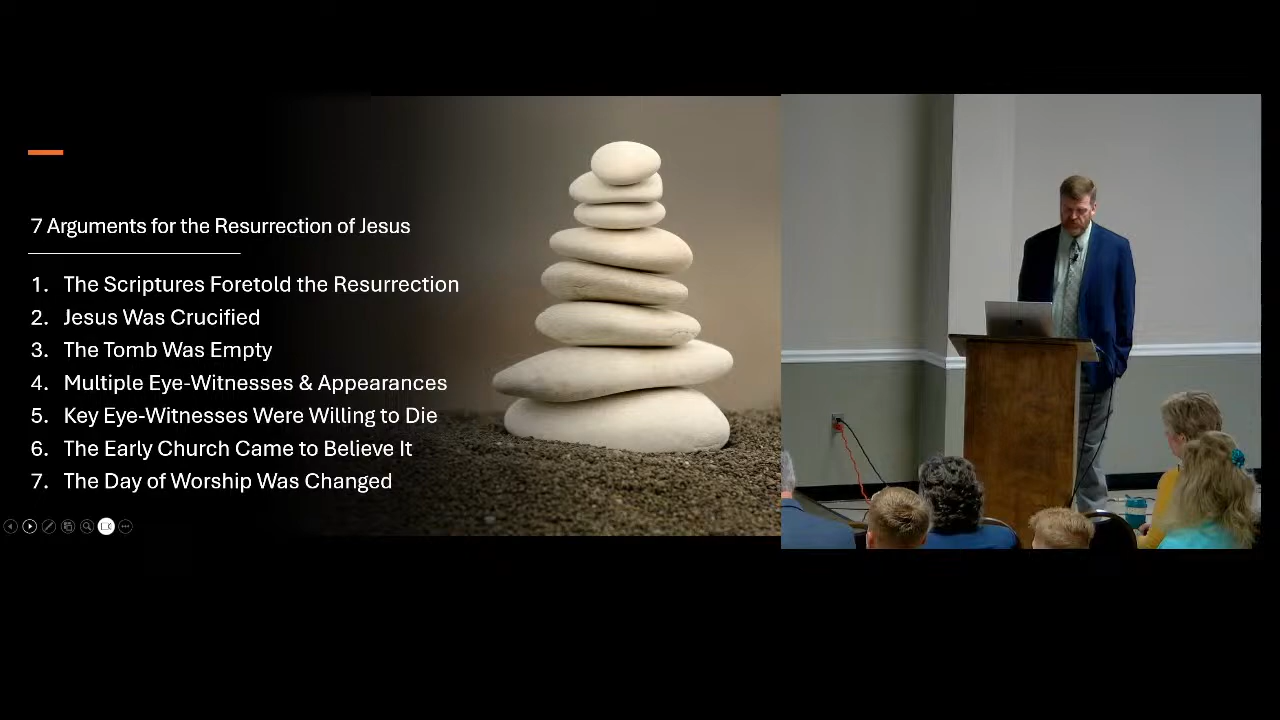 7 Arguments for the Resurrection of Jesus
1. The Scriptures Foretold the Resurrection
2. Jesus Was Crucified
3. The Tomb Was Empty
4. Multiple Eye-Witnesses & Appearances
5. Key Eye-Witnesses Were Willing to Die
6. The Early Church Came to Believe It
7. The Day of Worship Was Changed